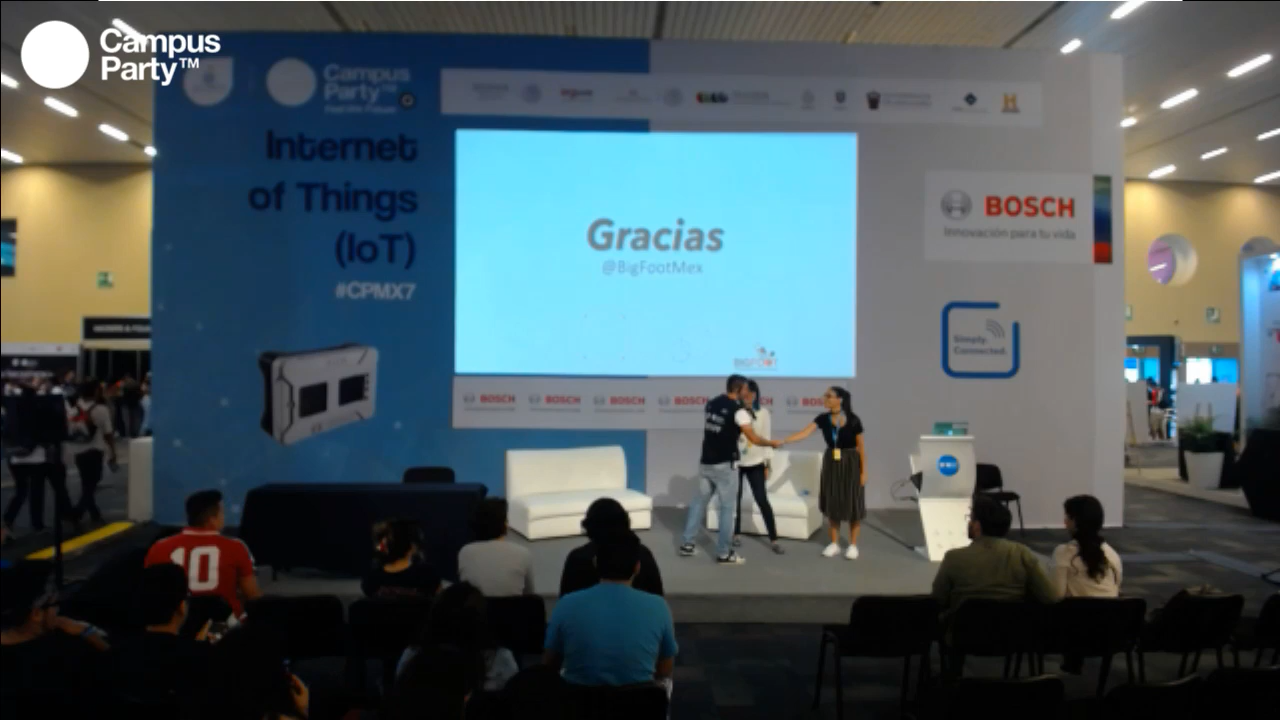 Campus
Party™
Campus
Party™
Internet
of Things
(IoT)
#CPMX7
Gracias
@BigFootMex
BIGFOOT
BOSCH
Innovación para tu vida
Simply.
Connected.
BOSCH
BOSCH
BOSCH
BOSCH
BOSCH
10